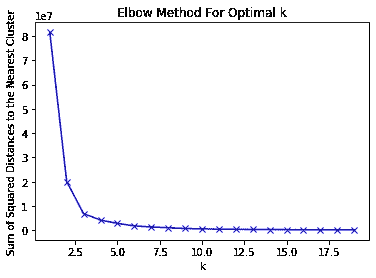 Elbow Method For Optimal k
1e7
Sum of Squared Distances to the Nearest Cluster
8
7
6
5
4
3
2
1
0
2.5 5.0 7.5 10.0 12.5 15.0 17.5
k